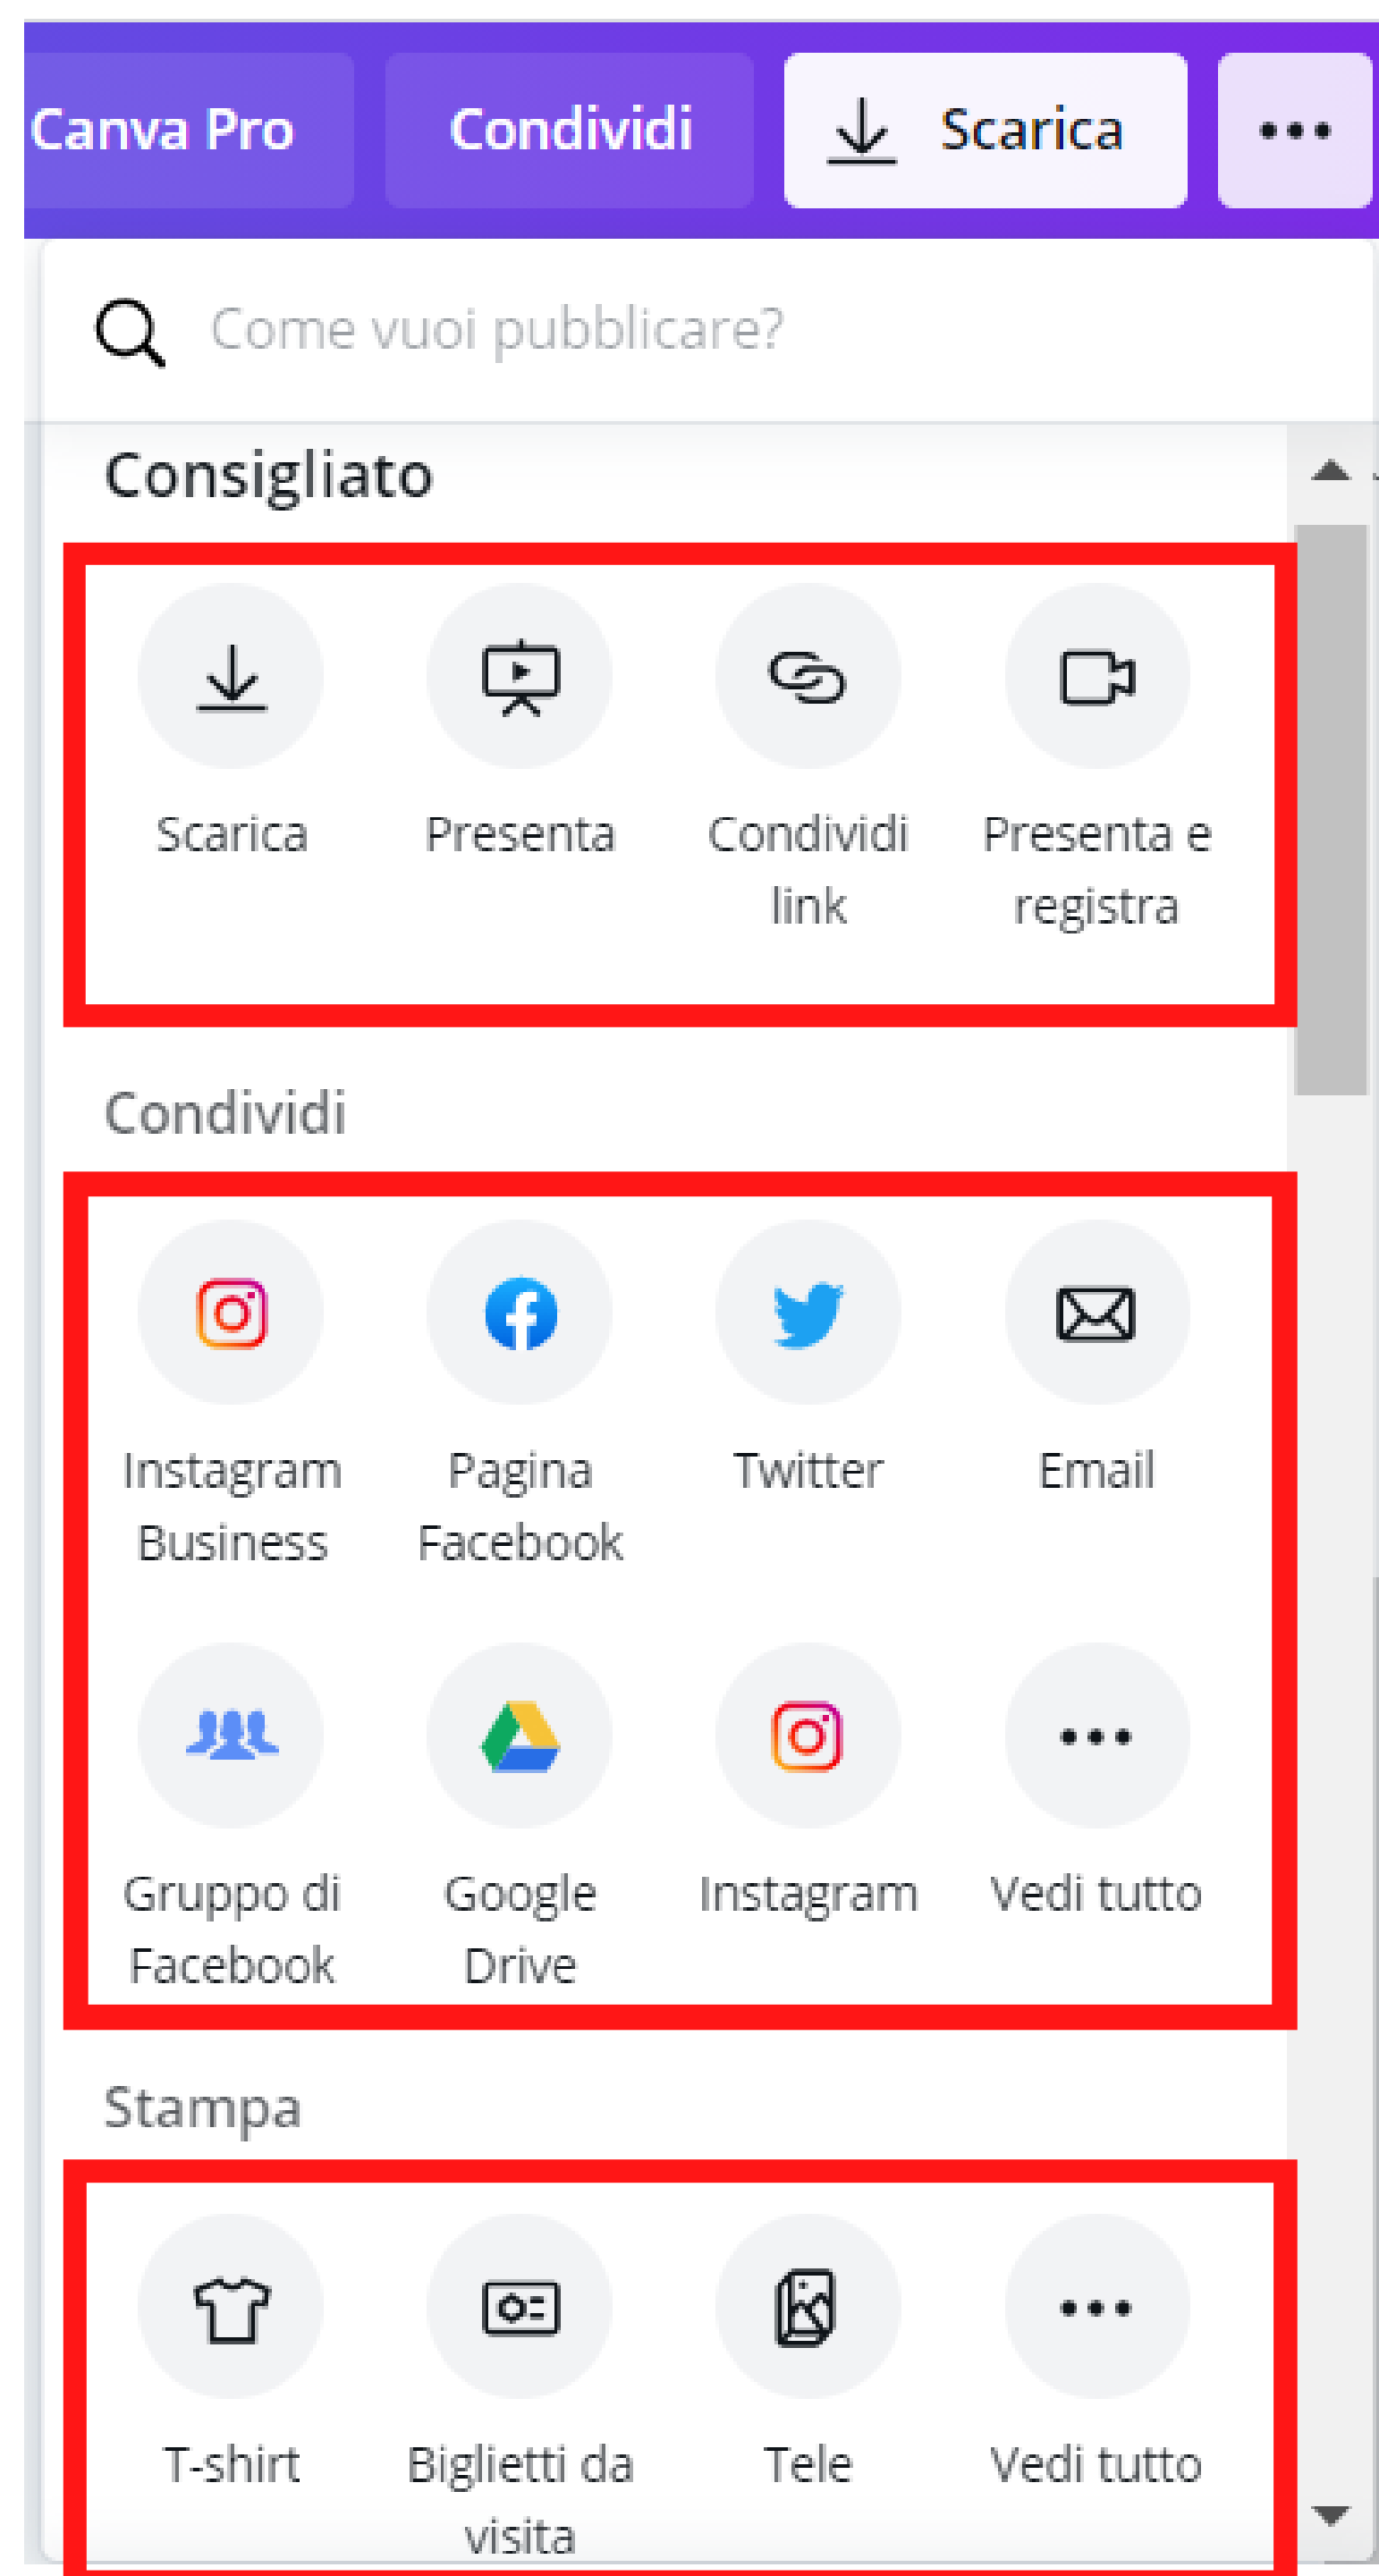 Canva Pro Condividi Scarica
Come vuoi pubblicare?
Consigliato
Scarica Presenta Condividi link Presenta e registra
Condividi
Instagram Business Pagina Facebook Twitter Email
Gruppo di Facebook Google Drive Instagram Vedi tutto
Stampa
T-shirt Biglietti da visita Tele Vedi tutto